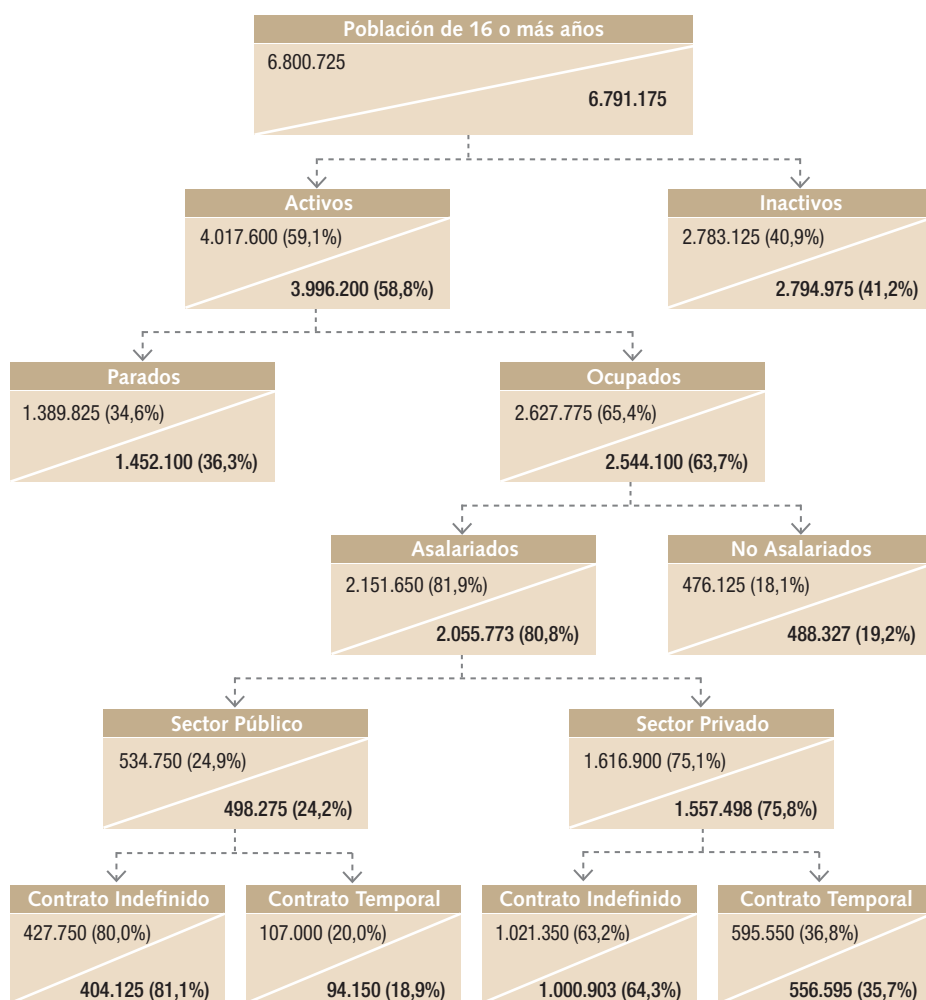 Población de 16 o más años
6.800.725
6.791.175
Activos
4.017.600 (59,1%)
3.996.200 (58,8%)
Inactivos
2.783.125 (40,9%)
2.794.975 (41,2%)
Parados
1.389.825 (34,6%)
1.452.100 (36,3%)
Ocupados
2.627.775 (65,4%)
2.544.100 (63,7%)
Asalariados
2.151.650 (81,9%)
2.055.773 (80,8%)
No Asalariados
476.125 (18,1%)
488.327 (19,2%)
Sector Público
534.750 (24,9%)
498.275 (24,2%)
Sector Privado
1.616.900 (75,1%)
1.557.498 (75,8%)
Contrato Indefinido
427.750 (80,0%)
404.125 (81,1%)
Contrato Temporal
107.000 (20,0%)
94.150 (18,9%)
Contrato Indefinido
1.021.350 (63,2%)
1.000.903 (64,3%)
Contrato Temporal
595.550 (36,8%)
556.595 (35,7%)